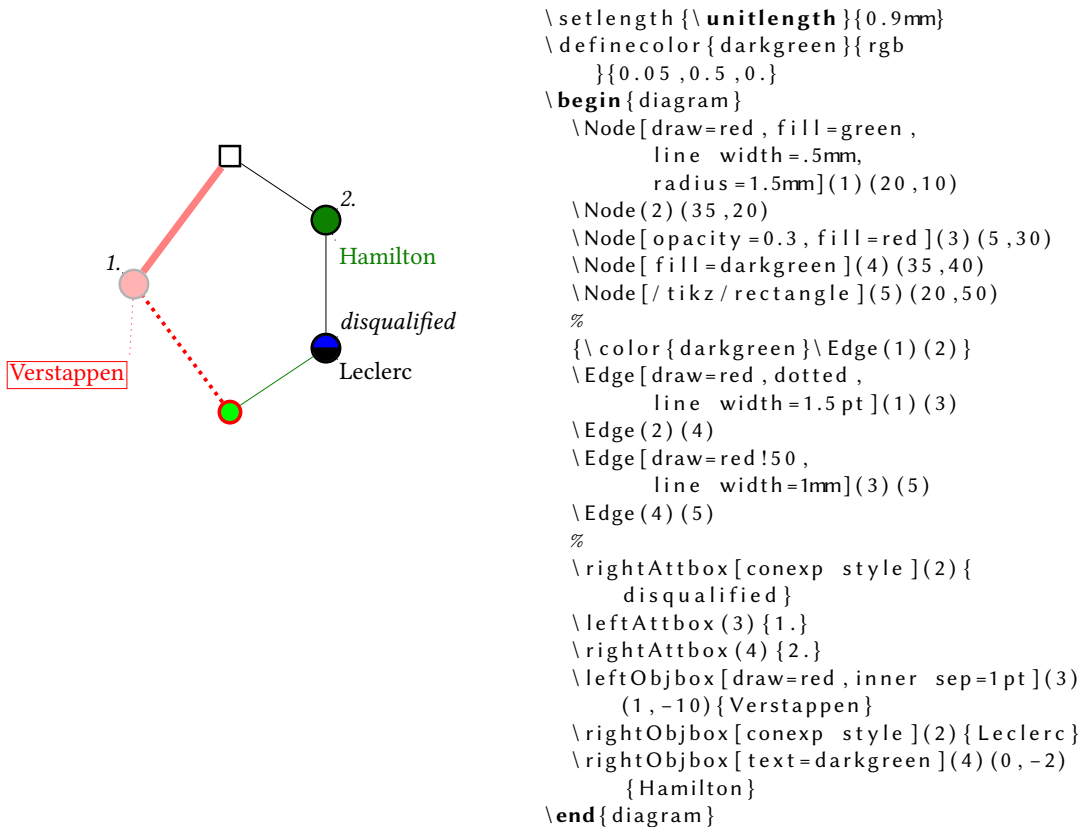 2.
Hamilton
1.
disqualified
Verstappen
Leclerc
\setlength{\unitlength}{0.9mm}
\definecolor{darkgreen}{rgb
}{0.05,0.5,0.}
\begin{diagram}
\Node[draw=red,fill=green,
line width=.5mm,
radius=1.5mm](1)(20,10)
\Node(2)(35,20)
\Node[opacity=0.3,fill=red](3)(5,30)
\Node[fill=darkgreen](4)(35,40)
\Node[/tikz/rectangle](5)(20,50)
%
{\color{darkgreen}\Edge(1)(2)}
\Edge[draw=red,dotted,
line width=1.5pt](1)(3)
\Edge(2)(4)
\Edge[draw=red!50,
line width=1mm](3)(5)
\Edge(4)(5)
%
\rightAttbox[conexp style](2){
disqualified}
\leftAttbox(3){1.}
\rightAttbox(4){2.}
\leftObjbox[draw=red,inner sep=1pt](3)
(1,-10){Verstappen}
\rightObjbox[conexp style](2){Leclerc}
\rightObjbox[text=darkgreen](4)(0,-2)
{Hamilton}
\end{diagram}